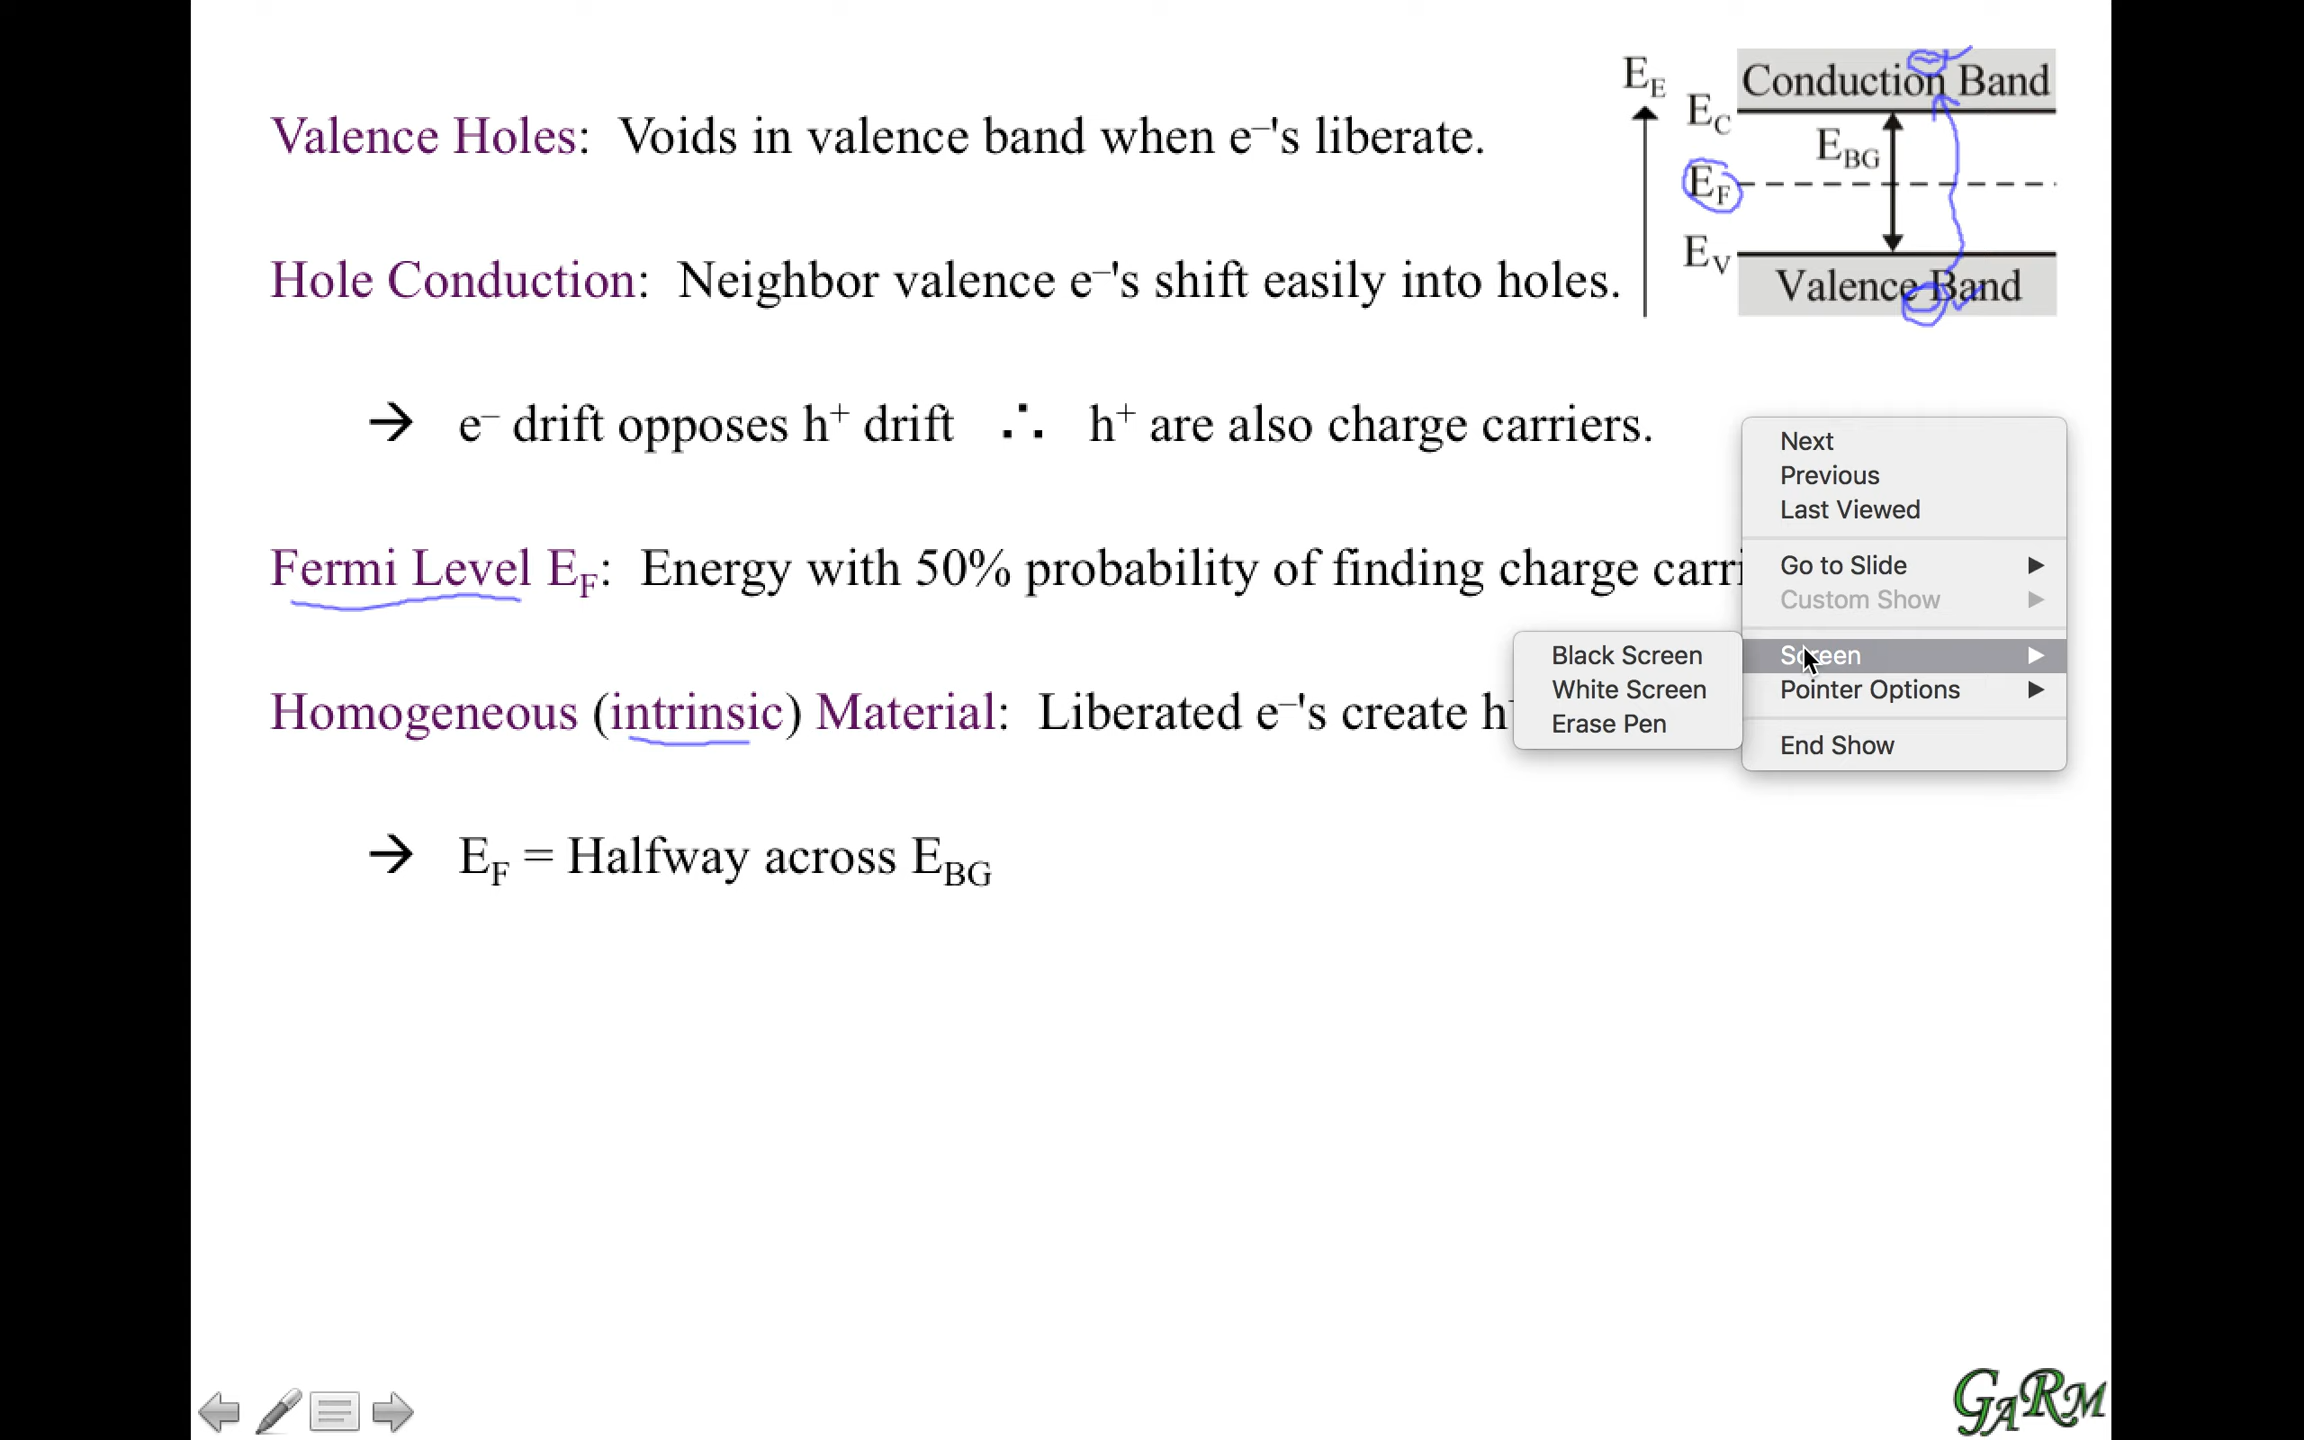 Valence Holes: Voids in valence band when e⁻'s liberate.
Hole Conduction: Neighbor valence e⁻'s shift easily into holes.
→ e⁻ drift opposes h⁺ drift ∴ h⁺ are also charge carriers.
Fermi Level E_F: Energy with 50% probability of finding charge carri
Homogeneous (intrinsic) Material: Liberated e⁻'s create h
→ E_F = Halfway across E_BG
E_E
Conduction Band
E_C
E_BG
E_F
E_V
Valence Band
Next
Previous
Last Viewed
Go to Slide
Custom Show
Screen
Pointer Options
End Show
Black Screen
White Screen
Erase Pen
GARM